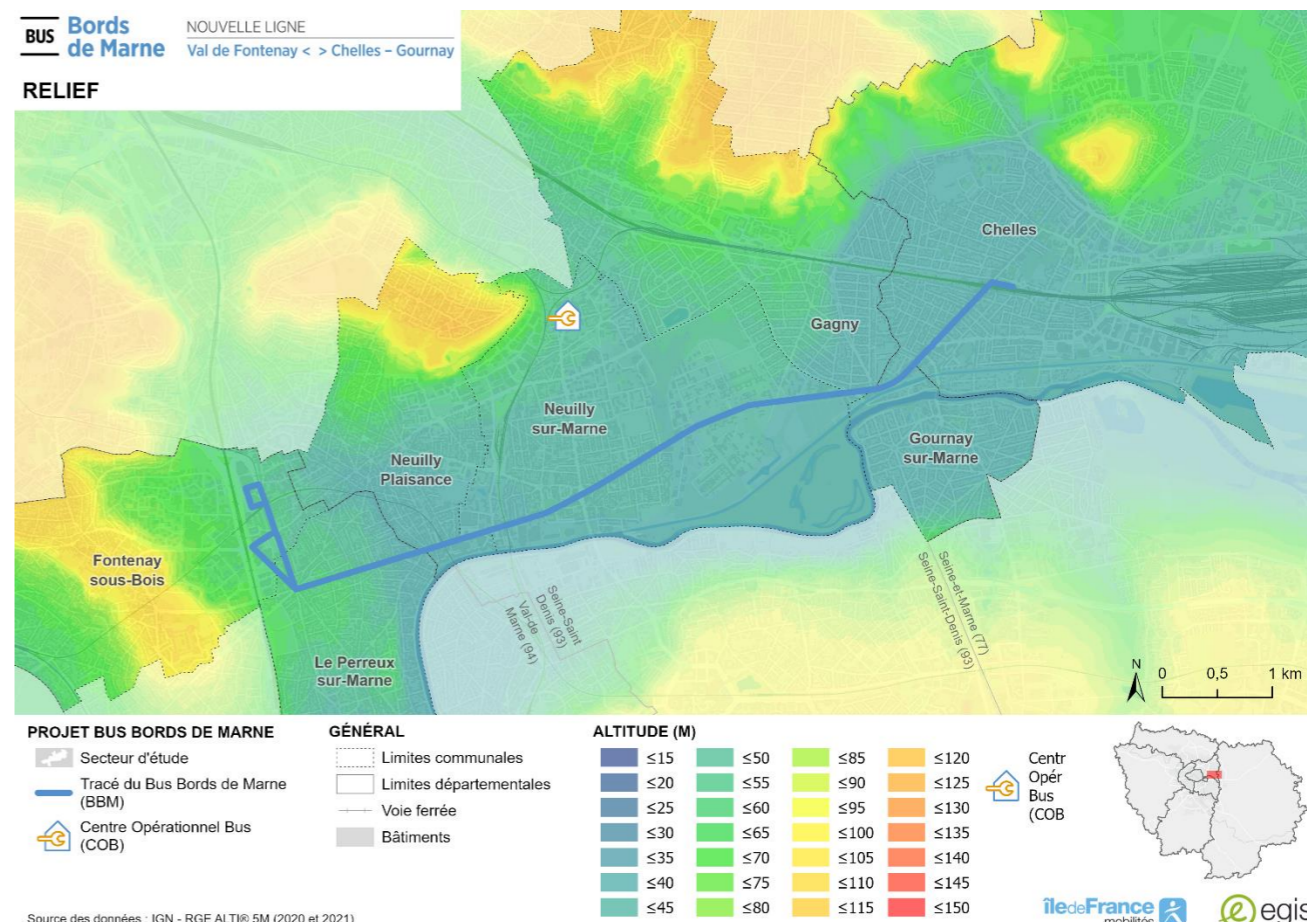 BUS Bords
de Marne
NOUVELLE LIGNE
Val de Fontenay < > Chelles – Gournay
RELIEF
Chelles
Gagny
Neuilly
sur-Marne
Gournay
sur-Marne
Neuilly
Plaisance
Fontenay
sous-Bois
Le Perreux
sur-Marne
Seine-Saint
Denis (93)
Val-de
Marne (94)
Seine-et-Marne (77)
Seine-Saint-Denis (93)
N
0 0,5 1 km
PROJET BUS BORDS DE MARNE
Secteur d'étude
Tracé du Bus Bords de Marne
(BBM)
Centre Opérationnel Bus
(COB)
GÉNÉRAL
Limites communales
Limites départementales
Voie ferrée
Bâtiments
ALTITUDE (M)
≤15 ≤50 ≤85 ≤120
≤20 ≤55 ≤90 ≤125
≤25 ≤60 ≤95 ≤130
≤30 ≤65 ≤100 ≤135
≤35 ≤70 ≤105 ≤140
≤40 ≤75 ≤110 ≤145
≤45 ≤80 ≤115 ≤150
Centr
Opér
Bus
(COB
Source des données : IGN - RGE ALTI® 5M (2020 et 2021)
îledeFrance
mobilités
egis